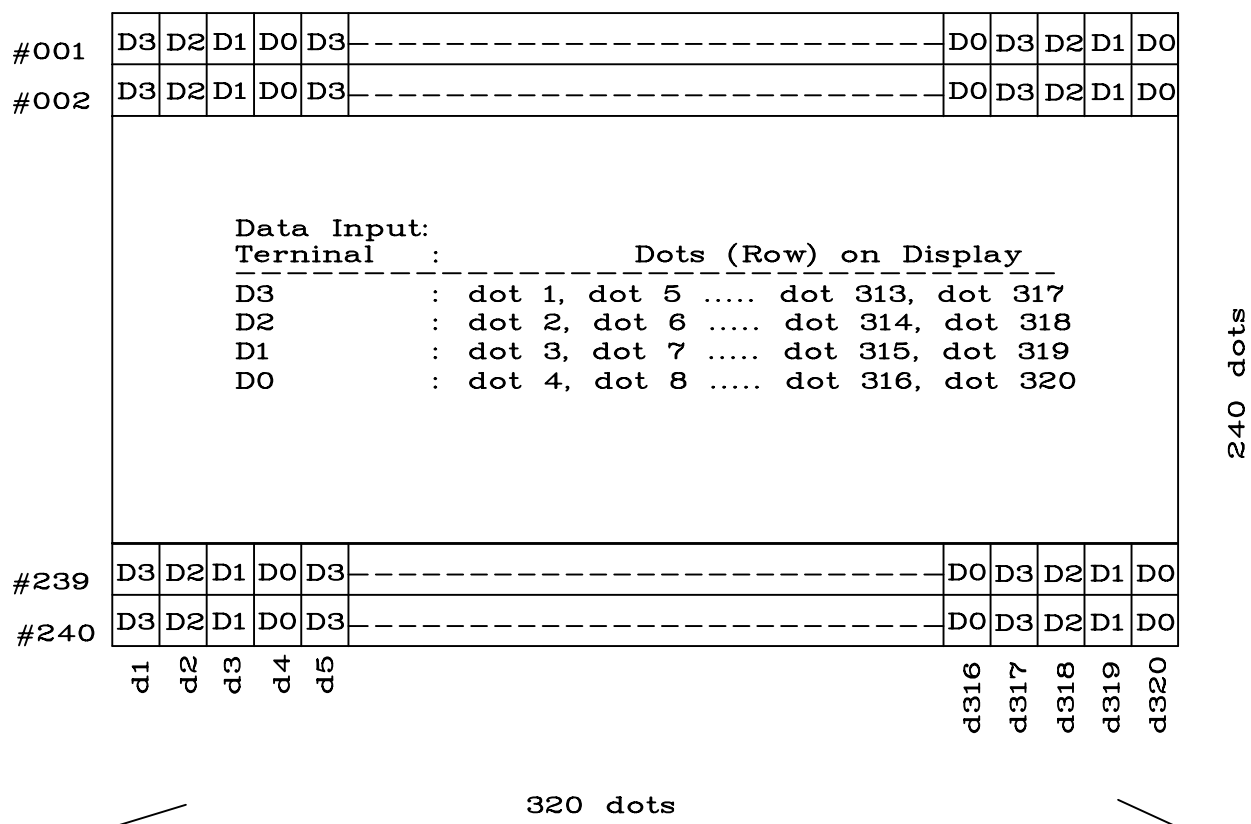 #001 D3 D2 D1 D0 D3 D0 D3 D2 D1 D0
#002 D3 D2 D1 D0 D3 D0 D3 D2 D1 D0
Data Input:
Terninal : Dots (Row) on Display
D3 : dot 1, dot 5 ..... dot 313, dot 317
D2 : dot 2, dot 6 ..... dot 314, dot 318
D1 : dot 3, dot 7 ..... dot 315, dot 319
D0 : dot 4, dot 8 ..... dot 316, dot 320
240 dots
#239 D3 D2 D1 D0 D3 D0 D3 D2 D1 D0
#240 D3 D2 D1 D0 D3 D0 D3 D2 D1 D0
d1 d2 d3 d4 d5 d316 d317 d318 d319 d320
320 dots